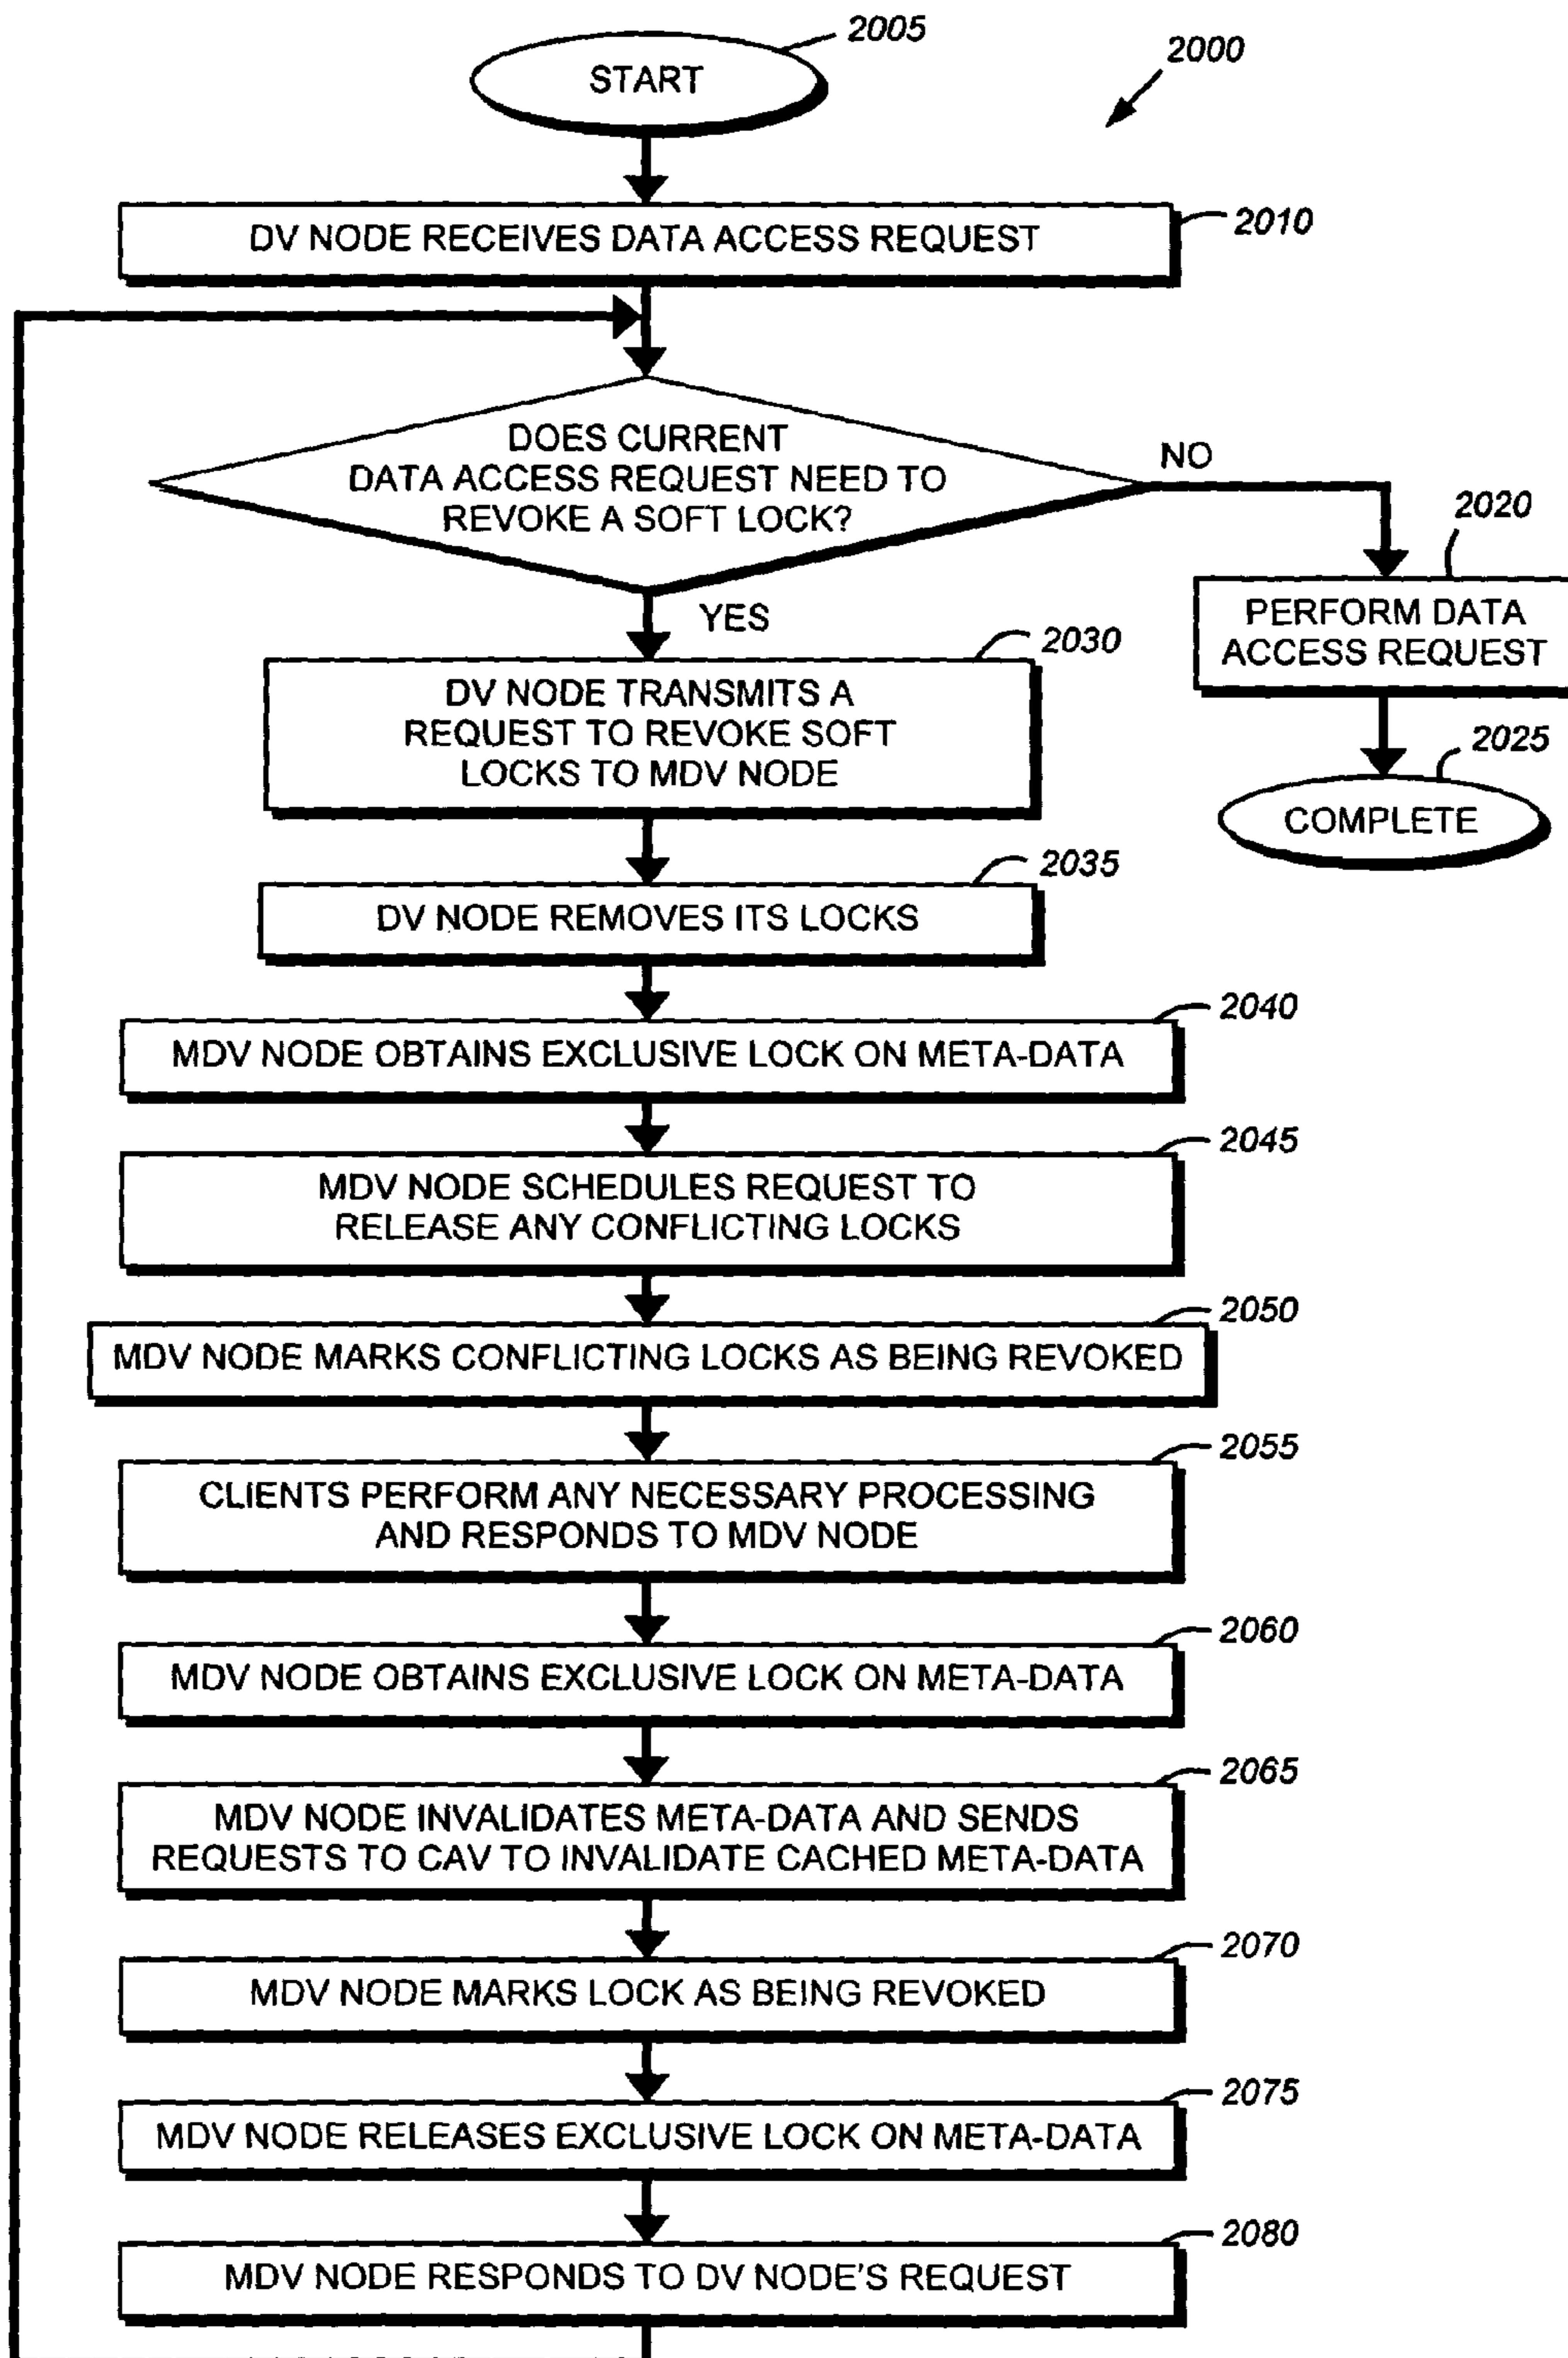 2005
START
2000
DV NODE RECEIVES DATA ACCESS REQUEST
2010
DOES CURRENT
DATA ACCESS REQUEST NEED TO
REVOKE A SOFT LOCK?
NO
2020
PERFORM DATA
ACCESS REQUEST
2025
COMPLETE
YES
2030
DV NODE TRANSMITS A
REQUEST TO REVOKE SOFT
LOCKS TO MDV NODE
2035
DV NODE REMOVES ITS LOCKS
2040
MDV NODE OBTAINS EXCLUSIVE LOCK ON META-DATA
2045
MDV NODE SCHEDULES REQUEST TO
RELEASE ANY CONFLICTING LOCKS
2050
MDV NODE MARKS CONFLICTING LOCKS AS BEING REVOKED
2055
CLIENTS PERFORM ANY NECESSARY PROCESSING
AND RESPONDS TO MDV NODE
2060
MDV NODE OBTAINS EXCLUSIVE LOCK ON META-DATA
2065
MDV NODE INVALIDATES META-DATA AND SENDS
REQUESTS TO CAV TO INVALIDATE CACHED META-DATA
2070
MDV NODE MARKS LOCK AS BEING REVOKED
2075
MDV NODE RELEASES EXCLUSIVE LOCK ON META-DATA
2080
MDV NODE RESPONDS TO DV NODE'S REQUEST